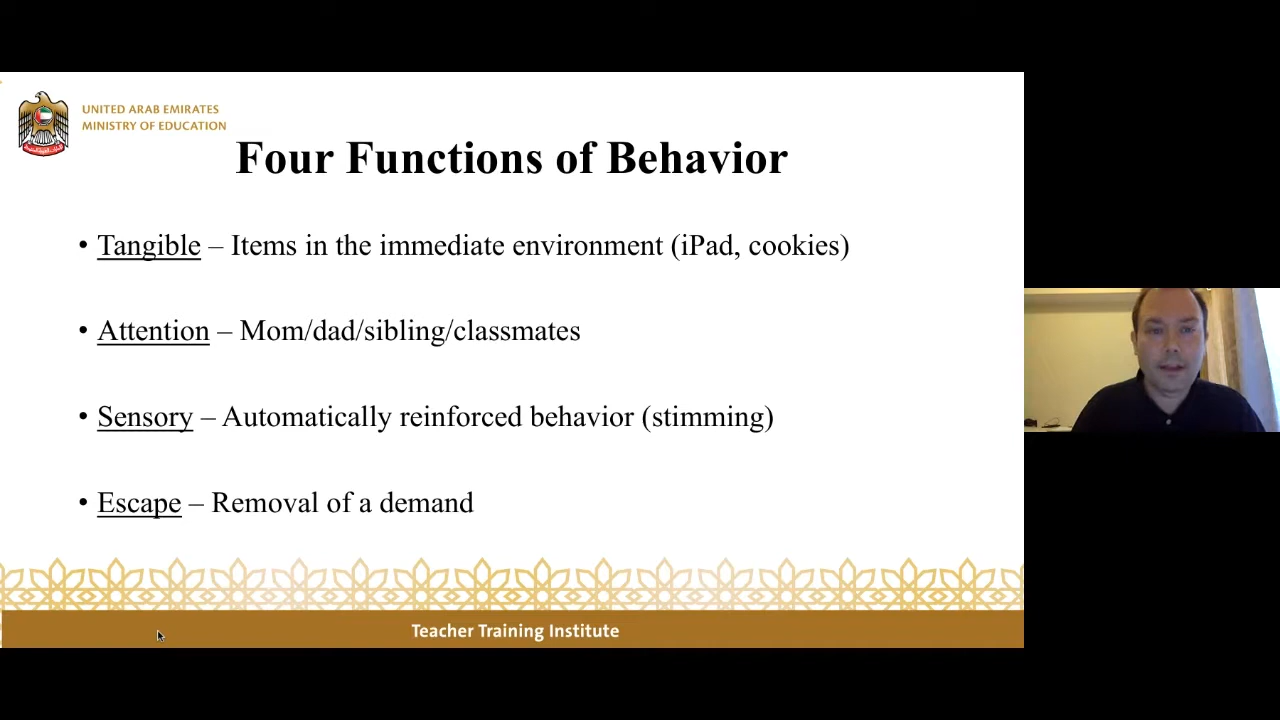 UNITED ARAB EMIRATES
MINISTRY OF EDUCATION
Four Functions of Behavior
• Tangible – Items in the immediate environment (iPad, cookies)
• Attention – Mom/dad/sibling/classmates
• Sensory – Automatically reinforced behavior (stimming)
• Escape – Removal of a demand
Teacher Training Institute